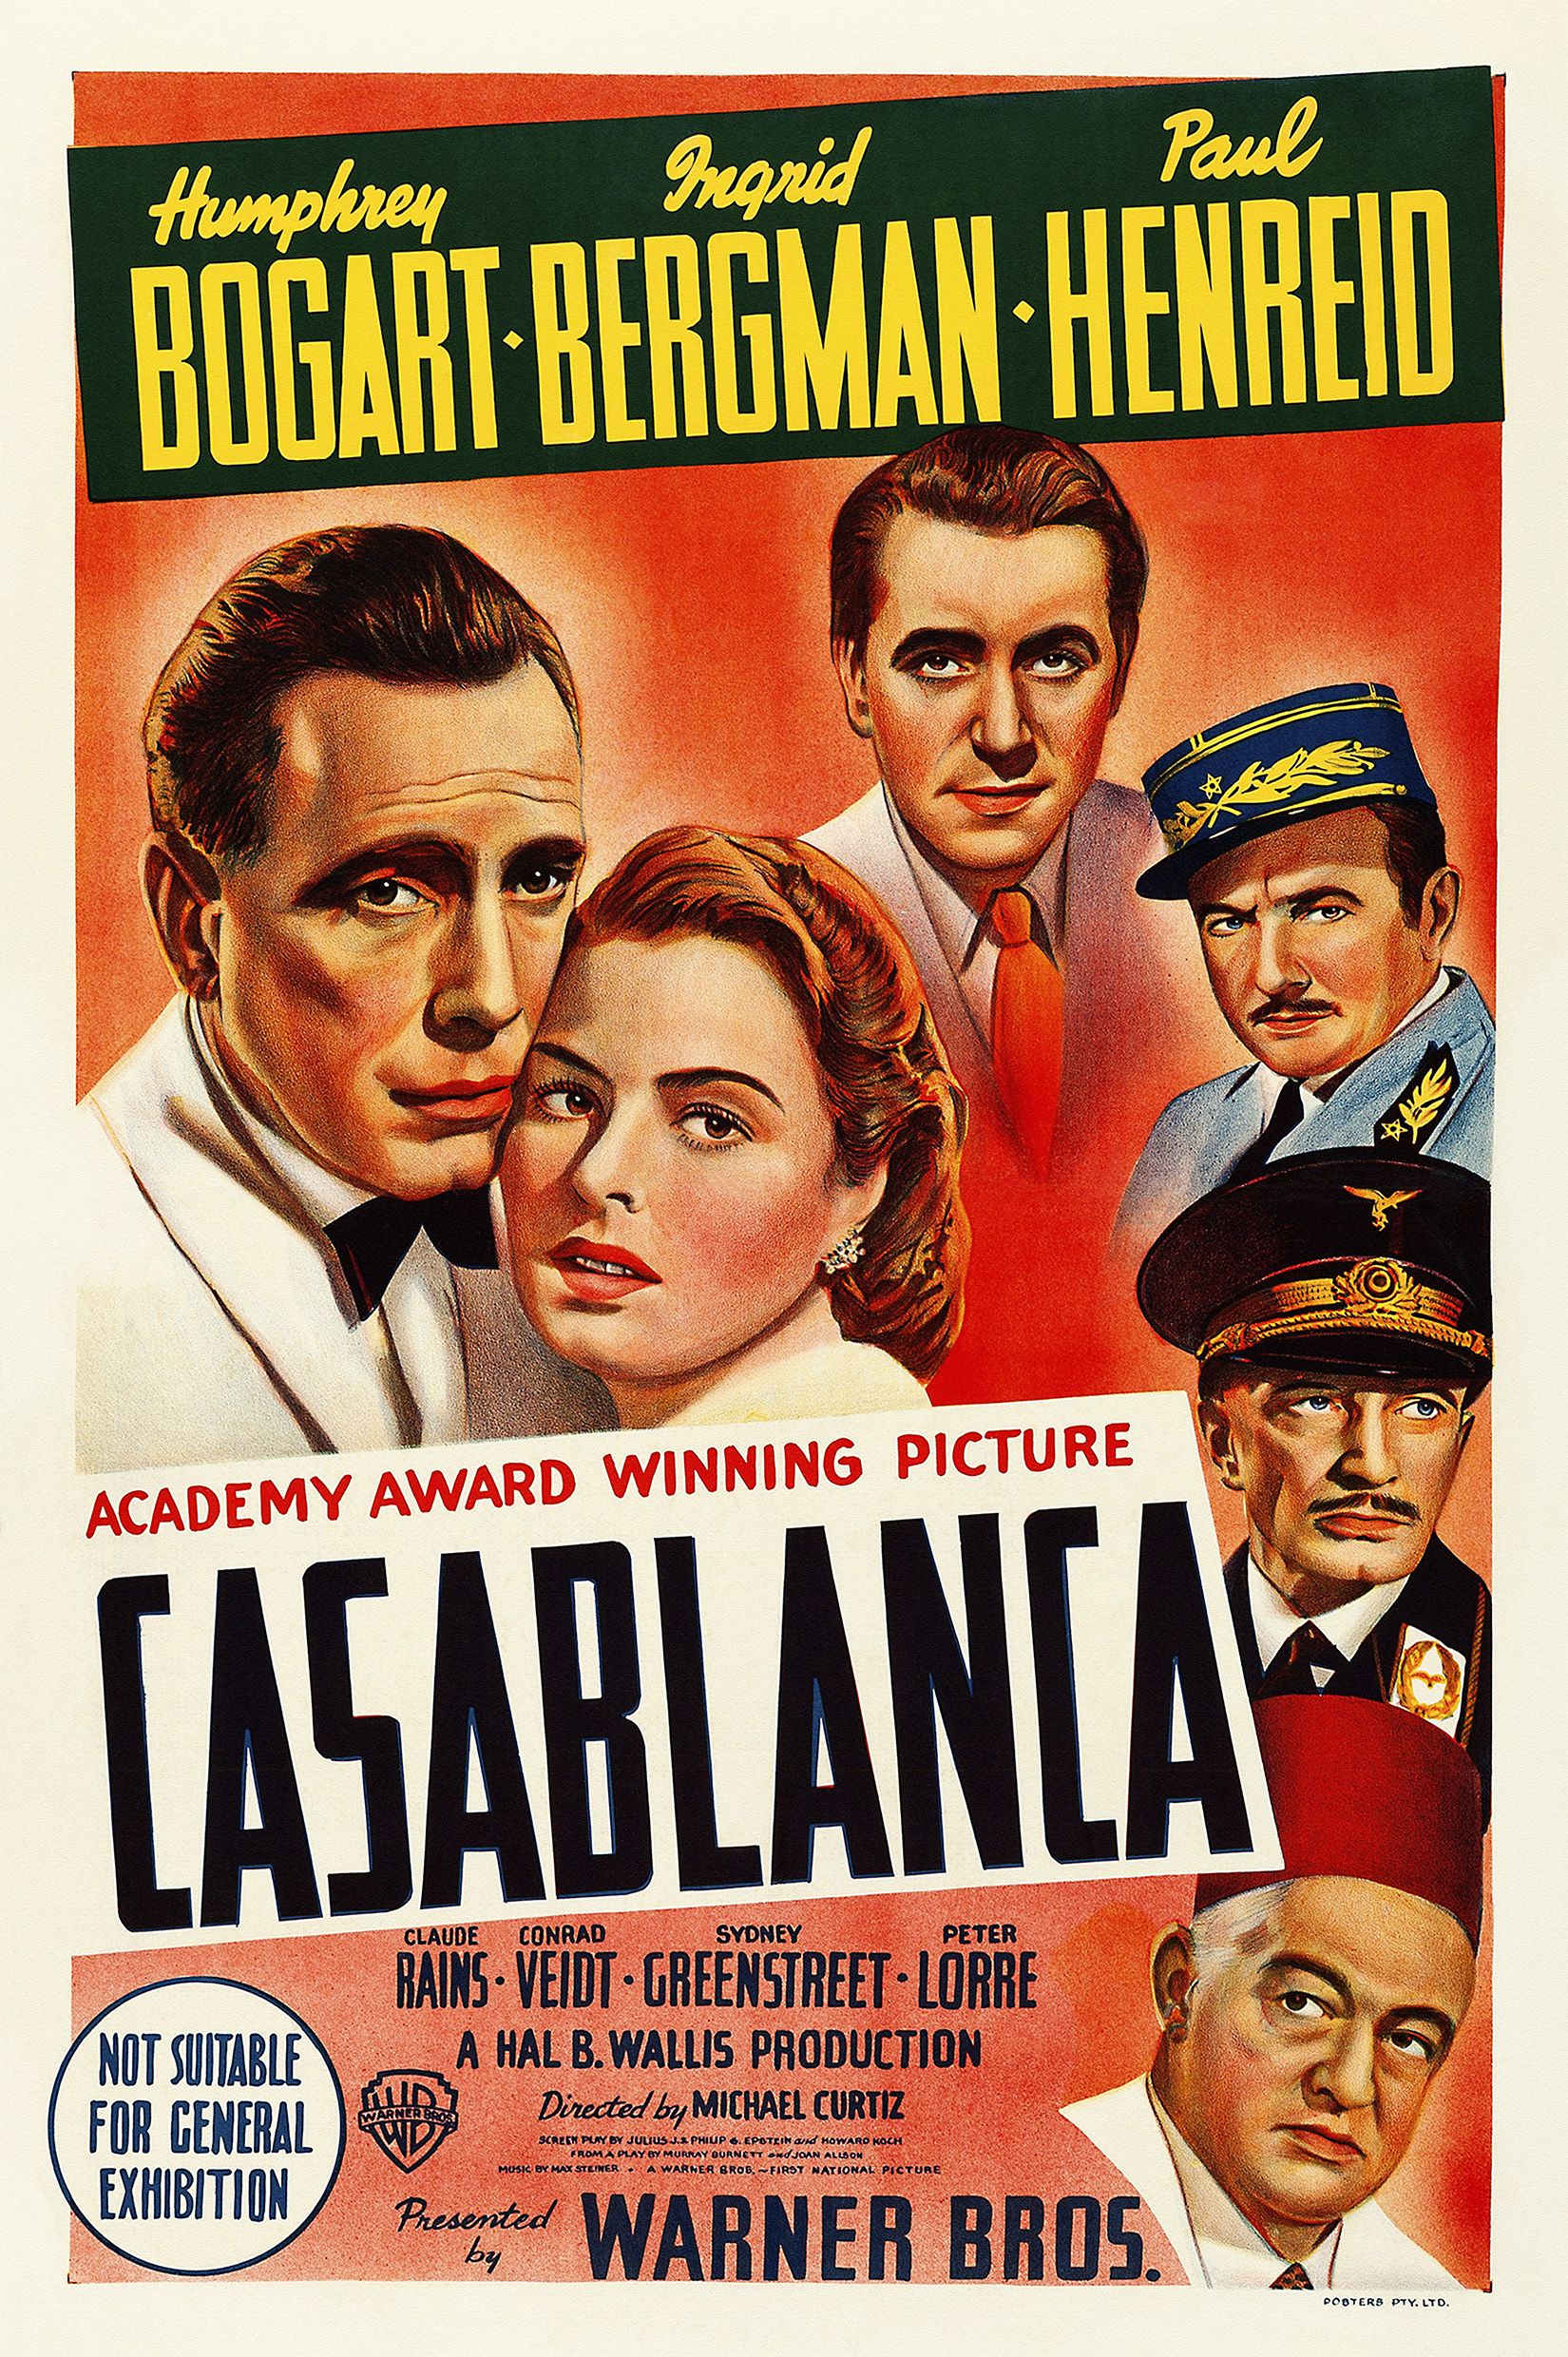 Humphrey Ingrid Paul
BOGART · BERGMAN · HENREID
ACADEMY AWARD WINNING PICTURE
CASABLANCA
CLAUDE CONRAD SYDNEY PETER
RAINS · VEIDT · GREENSTREET · LORRE
A HAL B. WALLIS PRODUCTION
Directed by MICHAEL CURTIZ
SCREEN PLAY BY JULIUS J. & PHILIP G. EPSTEIN and HOWARD KOCH
FROM A PLAY BY MURRAY BURNETT and JOAN ALISON
MUSIC BY MAX STEINER · A WARNER BROS. ~ FIRST NATIONAL PICTURE
Presented by WARNER BROS.
NOT SUITABLE
FOR GENERAL
EXHIBITION
WB
WARNER BROS.
POSTERS PTY. LTD.